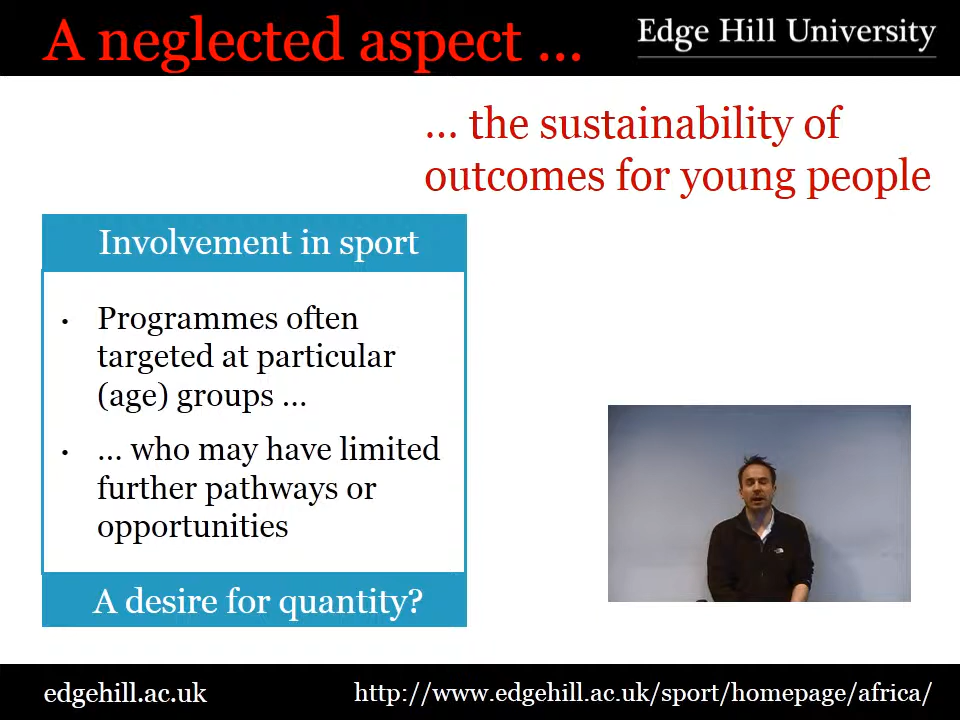 A neglected aspect ...
Edge Hill University
... the sustainability of
outcomes for young people
Involvement in sport
• Programmes often
targeted at particular
(age) groups ...
• ... who may have limited
further pathways or
opportunities
A desire for quantity?
edgehill.ac.uk
http://www.edgehill.ac.uk/sport/homepage/africa/